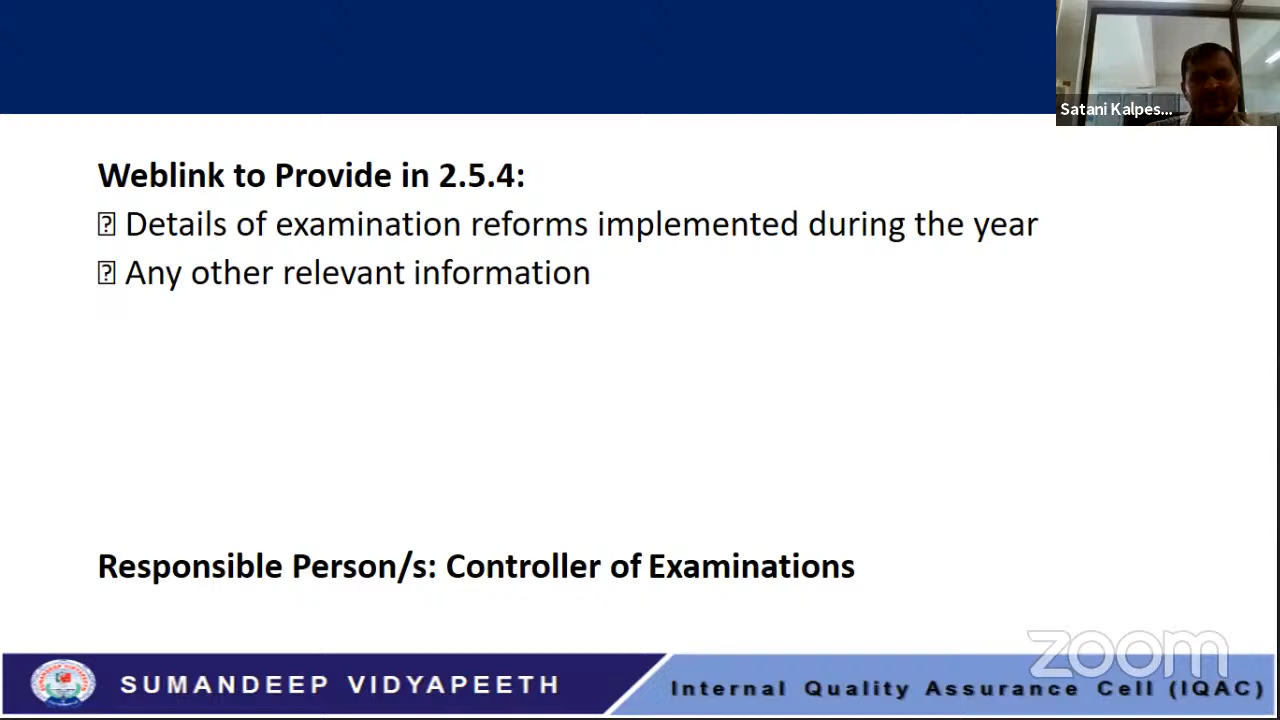 Satani Kalpes...
Weblink to Provide in 2.5.4:
⍰ Details of examination reforms implemented during the year
⍰ Any other relevant information
Responsible Person/s: Controller of Examinations
zoom
SUMANDEEP VIDYAPEETH
Internal Quality Assurance Cell (IQAC)